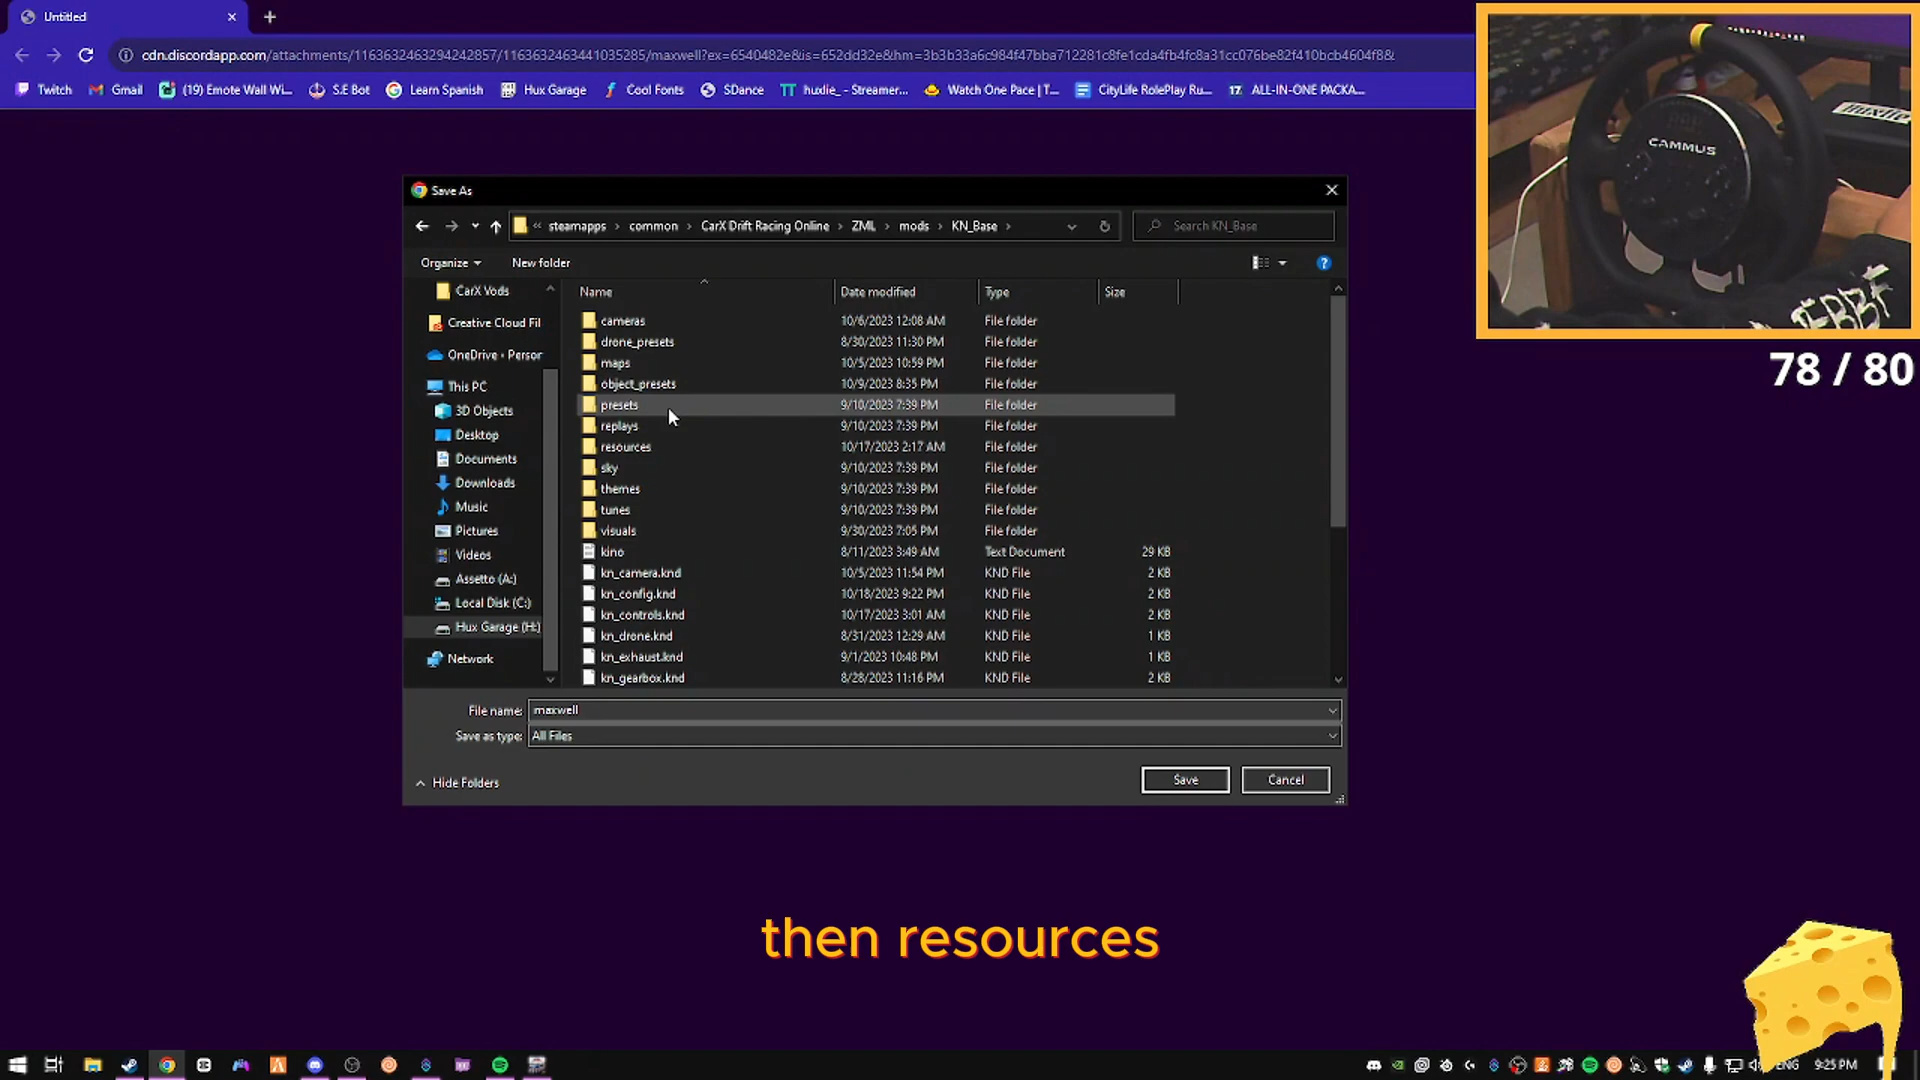 Untitled
cdn.discordapp.com/attachments/1163632463294242857/1163632463441035285/maxwell?ex=6540482e&is=652dd32e&hm=3b3b33a6c984f47bba712281c8fe1cda4fb4fc8a31cc076be82f410bcb4604f8&
Twitch
Gmail
(19) Emote Wall Wi...
S.E Bot
Learn Spanish
Hux Garage
Cool Fonts
SDance
huxlie_ - Streamer...
Watch One Pace | T...
CityLife RolePlay Ru...
ALL-IN-ONE PACKA...
CAMMUS
78 / 80
Save As
« steamapps › common › CarX Drift Racing Online › ZML › mods › KN_Base ›
Search KN_Base
Organize
New folder
CarX Vods
Creative Cloud Fil
OneDrive - Person
This PC
3D Objects
Desktop
Documents
Downloads
Music
Pictures
Videos
Assetto (A:)
Local Disk (C:)
Hux Garage (H:)
Network
Name Date modified Type Size
cameras 10/6/2023 12:08 AM File folder
drone_presets 8/30/2023 11:30 PM File folder
maps 10/5/2023 10:59 PM File folder
object_presets 10/9/2023 8:35 PM File folder
presets 9/10/2023 7:39 PM File folder
replays 9/10/2023 7:39 PM File folder
resources 10/17/2023 2:17 AM File folder
sky 9/10/2023 7:39 PM File folder
themes 9/10/2023 7:39 PM File folder
tunes 9/10/2023 7:39 PM File folder
visuals 9/30/2023 7:05 PM File folder
kino 8/11/2023 3:49 AM Text Document 29 KB
kn_camera.knd 10/5/2023 11:54 PM KND File 2 KB
kn_config.knd 10/18/2023 9:22 PM KND File 2 KB
kn_controls.knd 10/17/2023 3:01 AM KND File 2 KB
kn_drone.knd 8/31/2023 12:29 AM KND File 1 KB
kn_exhaust.knd 9/1/2023 10:48 PM KND File 1 KB
kn_gearbox.knd 8/28/2023 11:16 PM KND File 2 KB
File name: maxwell
Save as type: All Files
Hide Folders
Save
Cancel
then resources
ENG
9:25 PM